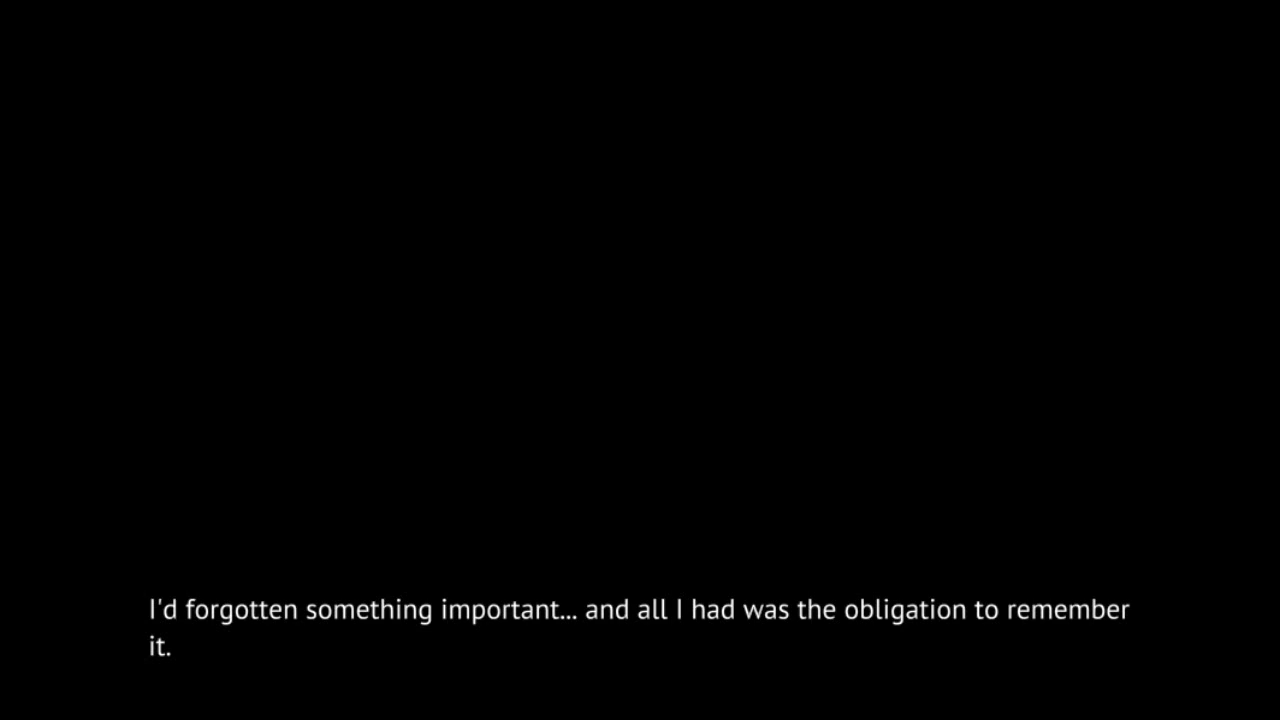 I'd forgotten something important... and all I had was the obligation to remember
it.